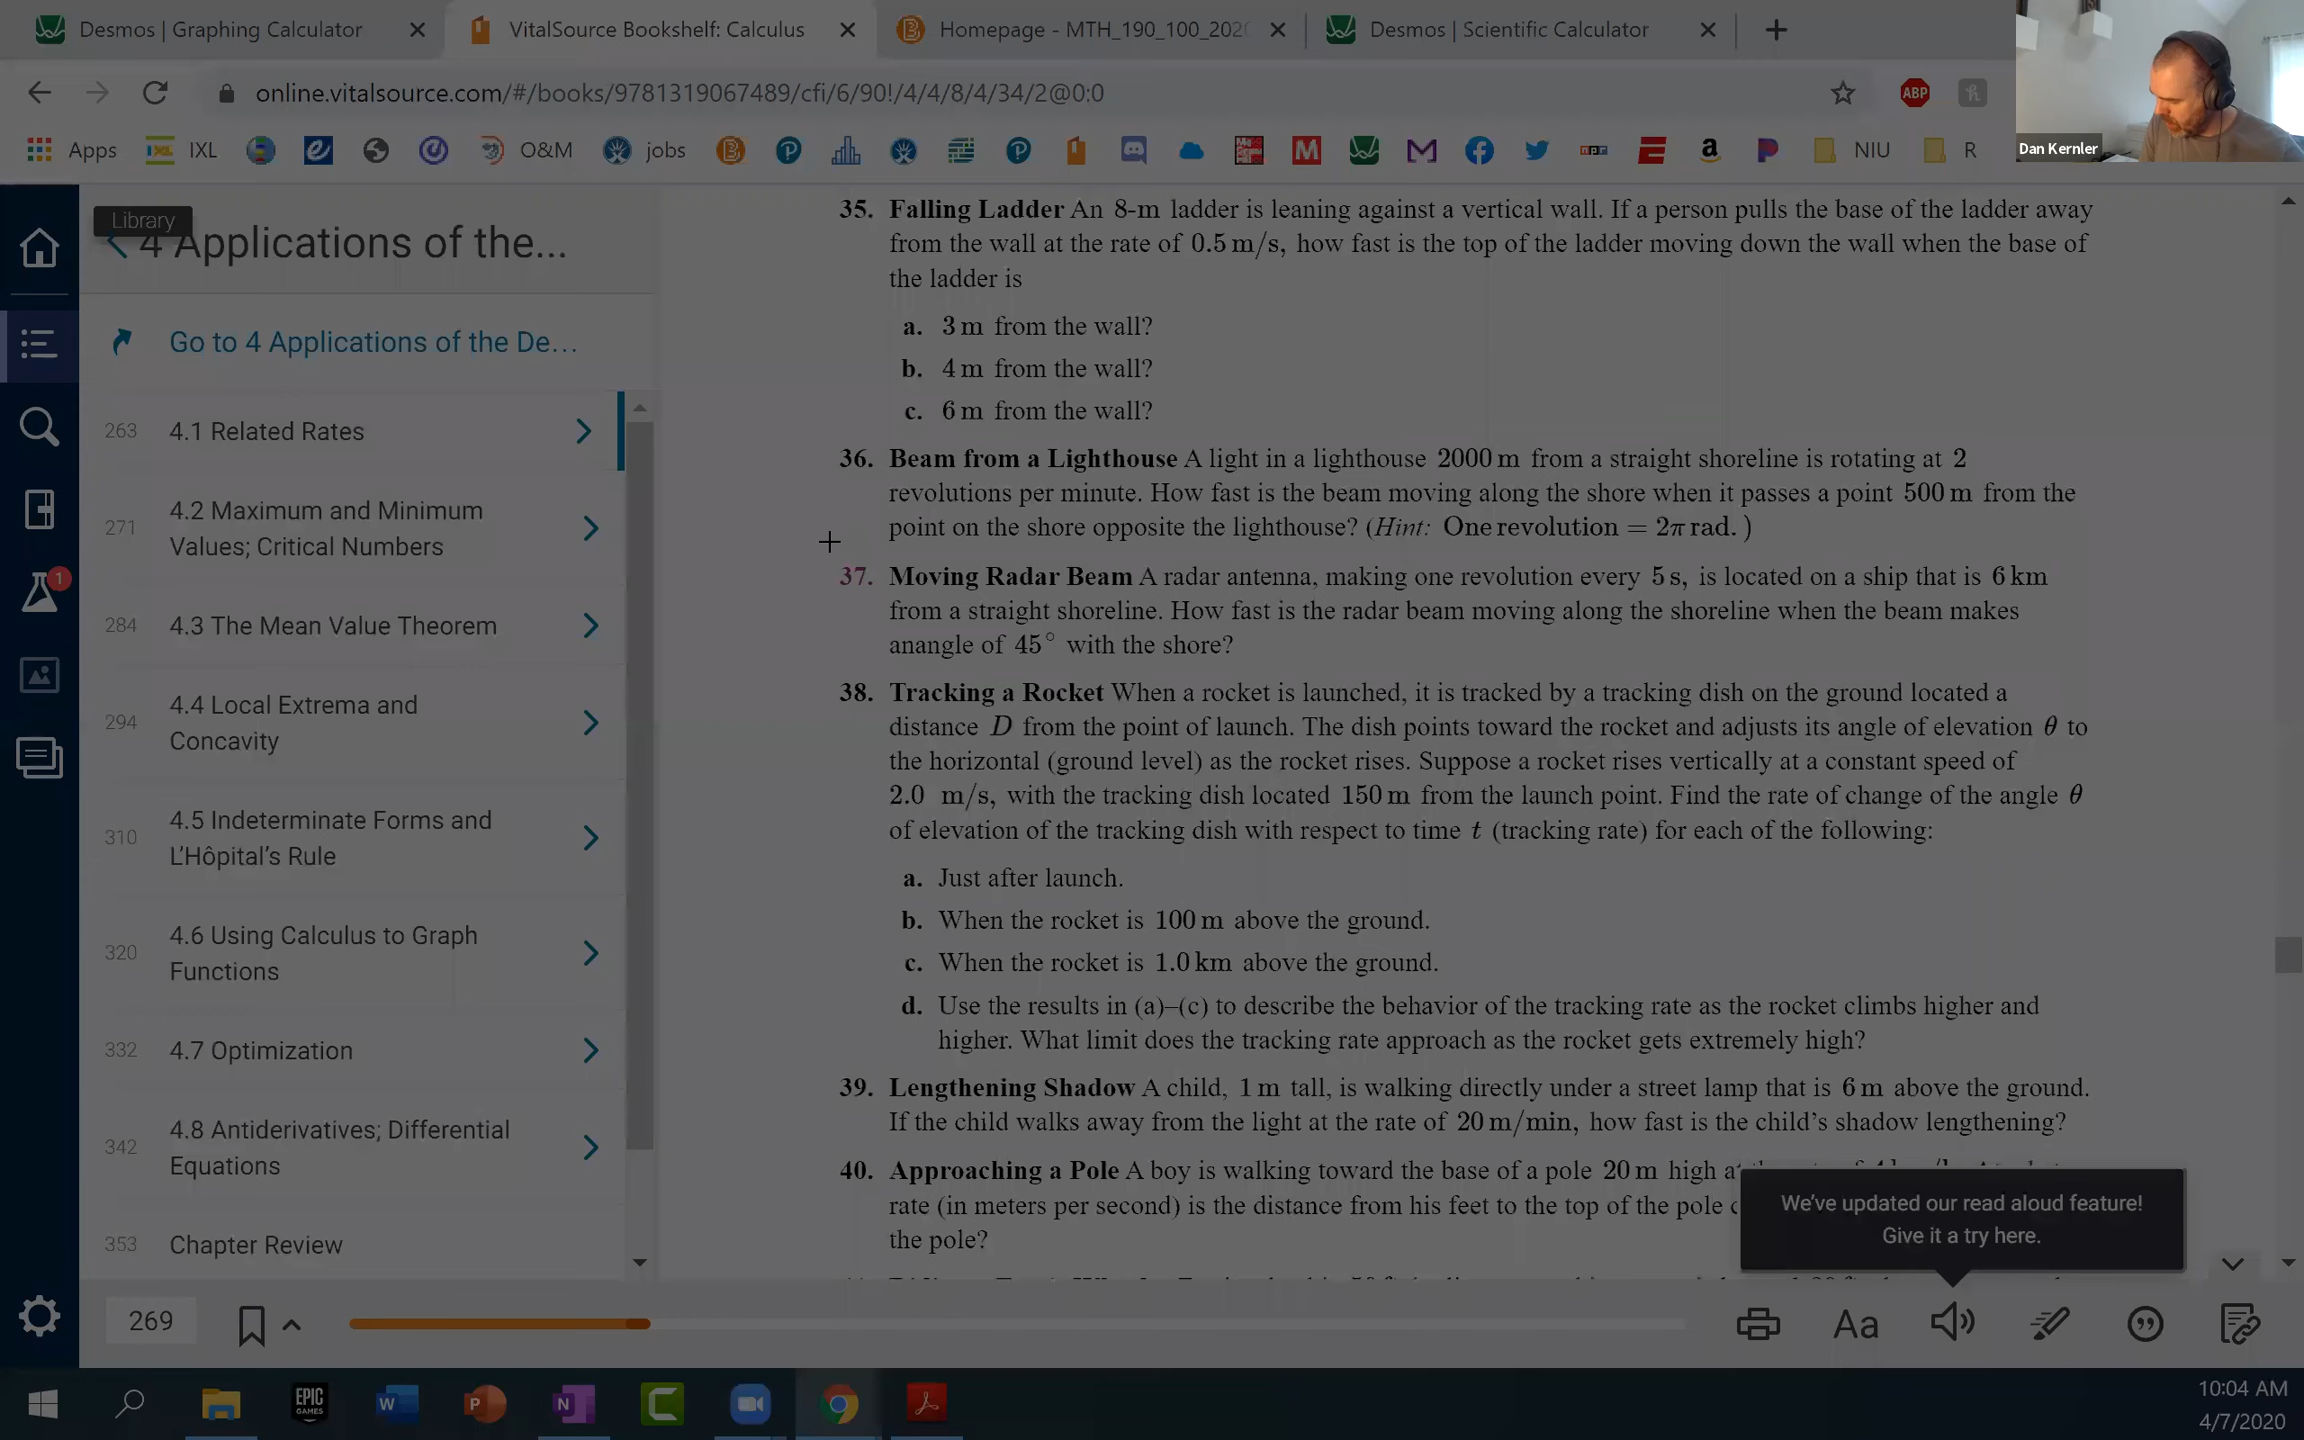 Desmos | Graphing Calculator
VitalSource Bookshelf: Calculus
Homepage - MTH_190_100_202
Desmos | Scientific Calculator
online.vitalsource.com/#/books/9781319067489/cfi/6/90!/4/4/8/4/34/2@0:0
ABP
Apps
IXL
O&M
jobs
NIU
R
Dan Kernler
Library
4 Applications of the...
Go to 4 Applications of the De...
263 4.1 Related Rates
4.2 Maximum and Minimum
271
Values; Critical Numbers
284 4.3 The Mean Value Theorem
4.4 Local Extrema and
294
Concavity
4.5 Indeterminate Forms and
310
L'Hôpital's Rule
4.6 Using Calculus to Graph
320
Functions
332 4.7 Optimization
4.8 Antiderivatives; Differential
342
Equations
353 Chapter Review
35. Falling Ladder An 8-m ladder is leaning against a vertical wall. If a person pulls the base of the ladder away
from the wall at the rate of 0.5 m/s, how fast is the top of the ladder moving down the wall when the base of
the ladder is
a. 3 m from the wall?
b. 4 m from the wall?
c. 6 m from the wall?
36. Beam from a Lighthouse A light in a lighthouse 2000 m from a straight shoreline is rotating at 2
revolutions per minute. How fast is the beam moving along the shore when it passes a point 500 m from the
point on the shore opposite the lighthouse? (Hint: One revolution = 2π rad. )
37. Moving Radar Beam A radar antenna, making one revolution every 5 s, is located on a ship that is 6 km
from a straight shoreline. How fast is the radar beam moving along the shoreline when the beam makes
anangle of 45° with the shore?
38. Tracking a Rocket When a rocket is launched, it is tracked by a tracking dish on the ground located a
distance D from the point of launch. The dish points toward the rocket and adjusts its angle of elevation θ to
the horizontal (ground level) as the rocket rises. Suppose a rocket rises vertically at a constant speed of
2.0 m/s, with the tracking dish located 150 m from the launch point. Find the rate of change of the angle θ
of elevation of the tracking dish with respect to time t (tracking rate) for each of the following:
a. Just after launch.
b. When the rocket is 100 m above the ground.
c. When the rocket is 1.0 km above the ground.
d. Use the results in (a)–(c) to describe the behavior of the tracking rate as the rocket climbs higher and
higher. What limit does the tracking rate approach as the rocket gets extremely high?
39. Lengthening Shadow A child, 1 m tall, is walking directly under a street lamp that is 6 m above the ground.
If the child walks away from the light at the rate of 20 m/min, how fast is the child's shadow lengthening?
40. Approaching a Pole A boy is walking toward the base of a pole 20 m high
rate (in meters per second) is the distance from his feet to the top of the pole
the pole?
We've updated our read aloud feature!
Give it a try here.
1
269
Aa
EPIC
GAMES
W
P
N
C
10:04 AM
4/7/2020